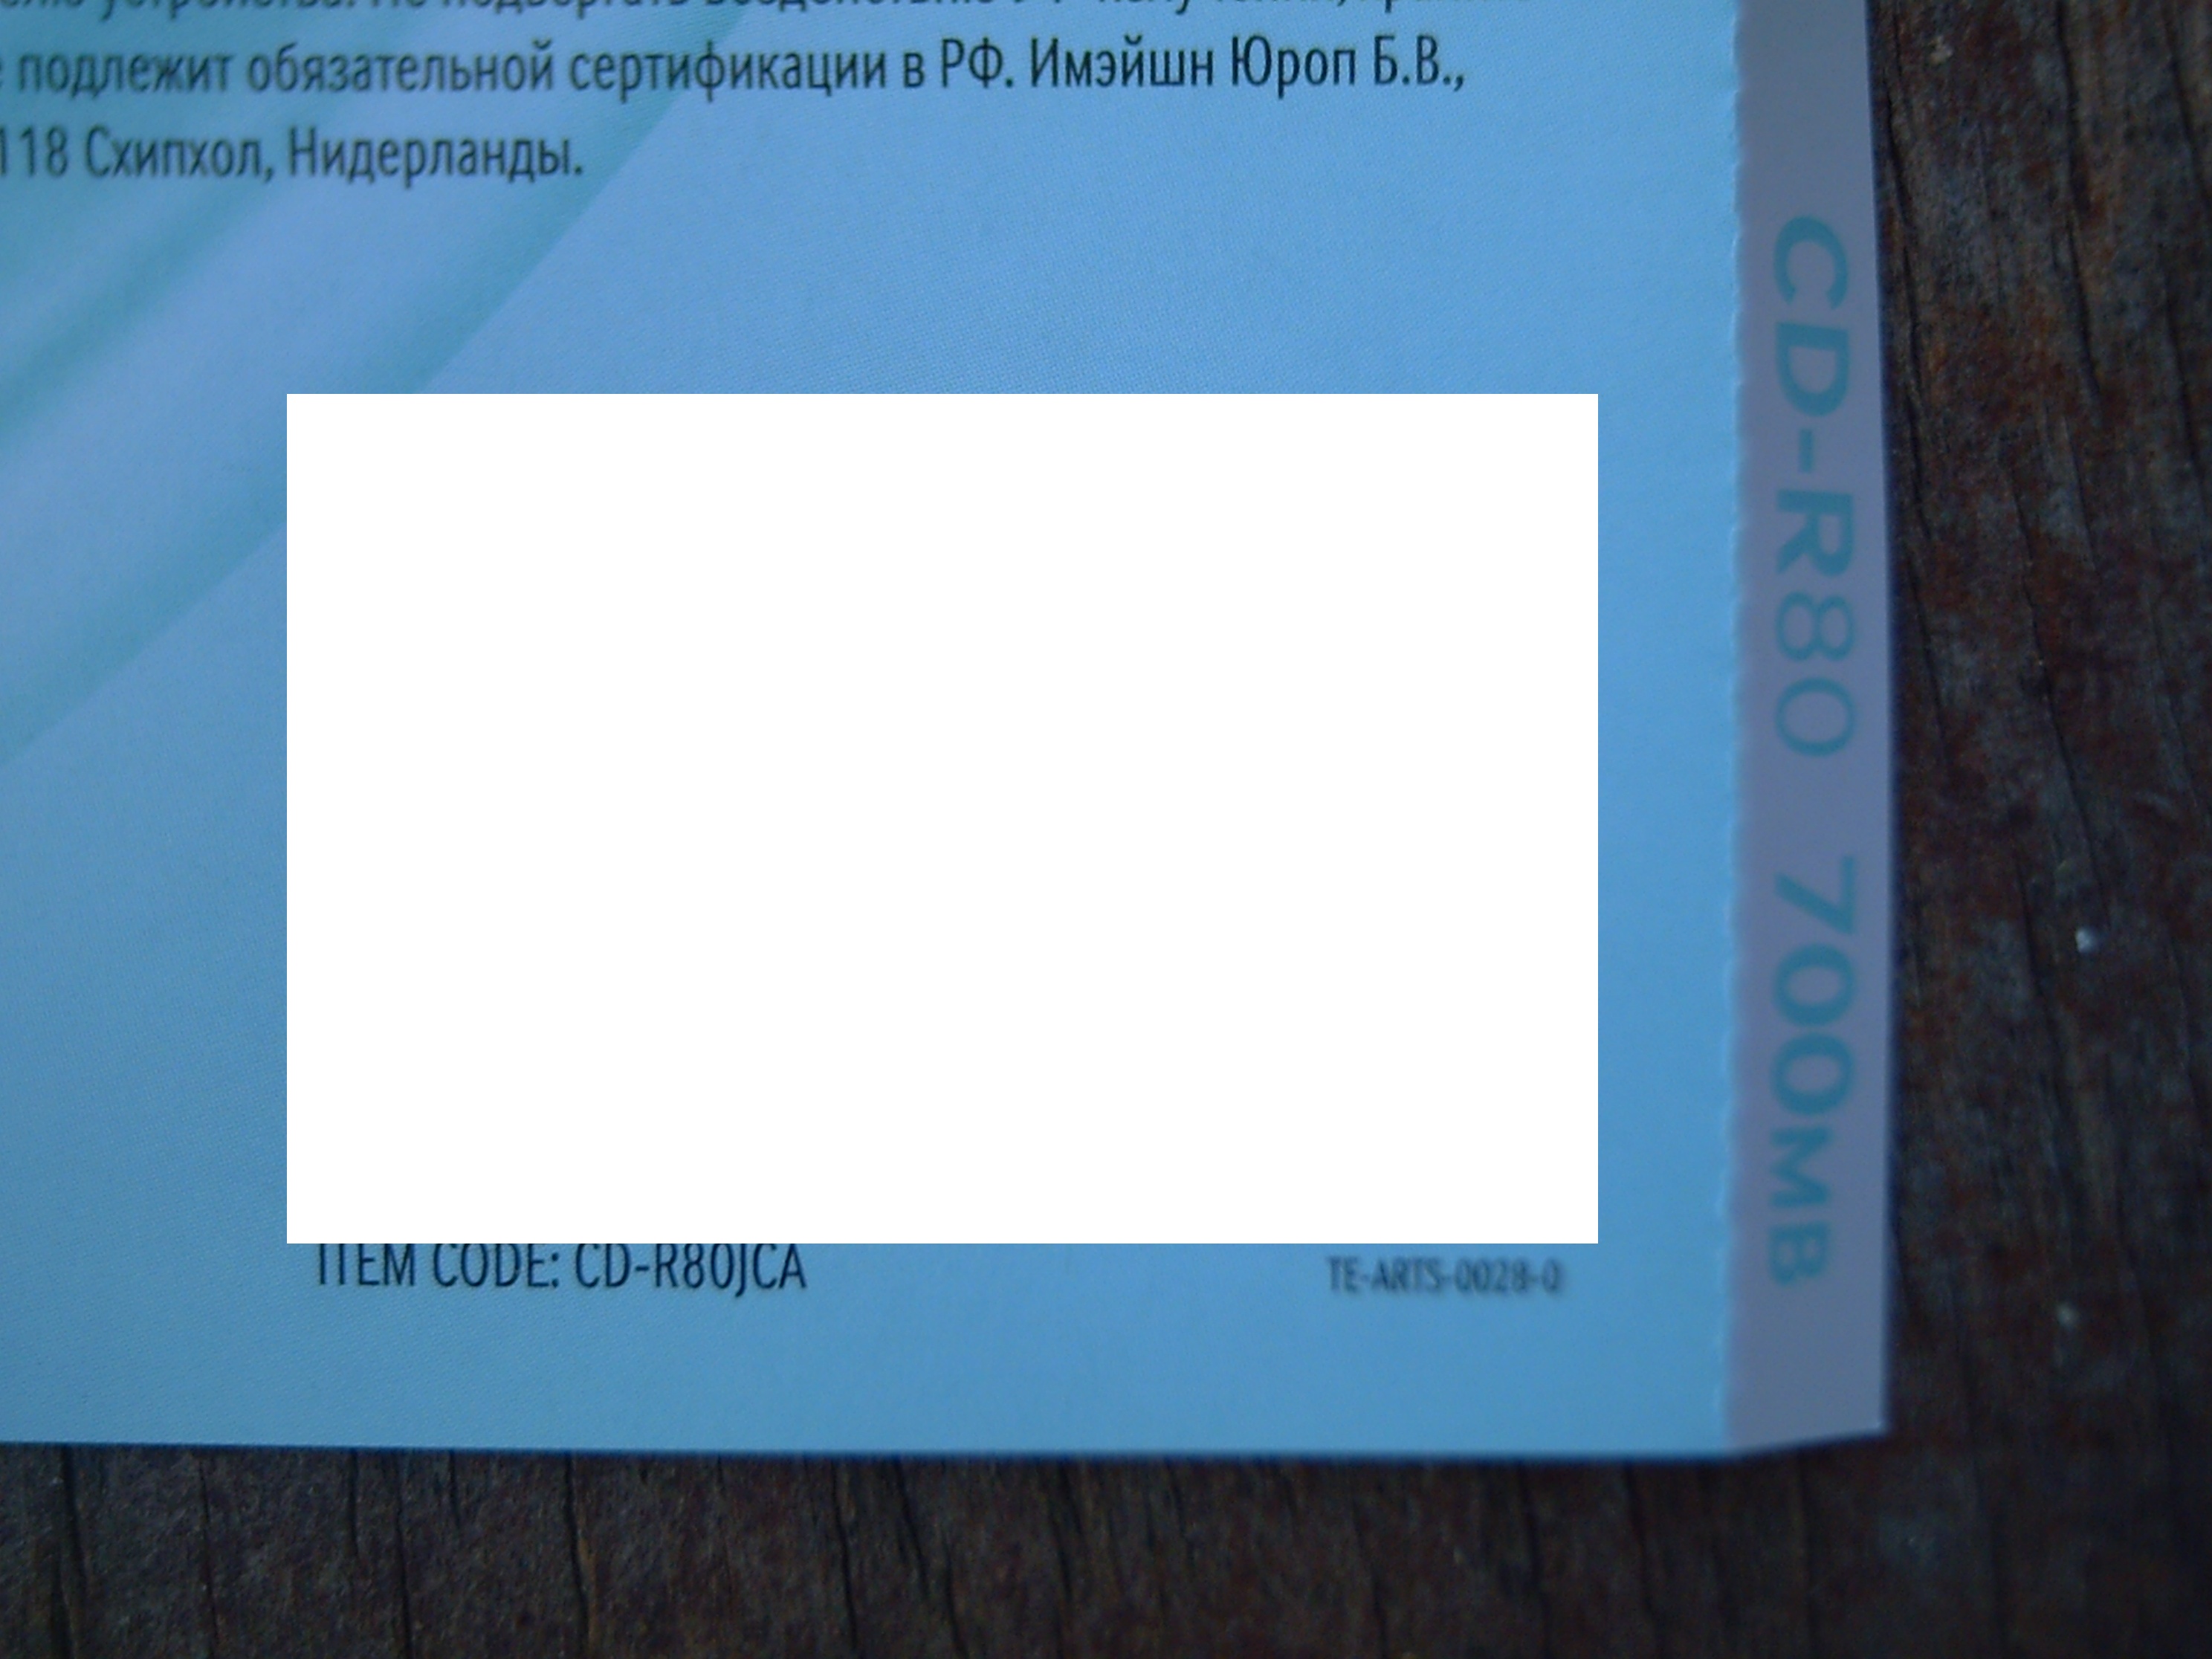 подлежит обязательной сертификации в РФ. Имэйшн Юроп Б.В.,
118 Схипхол, Нидерланды.
ITEM CODE: CD-R80JCA
TE-ARTS-0028-0
CD-R80 700MB